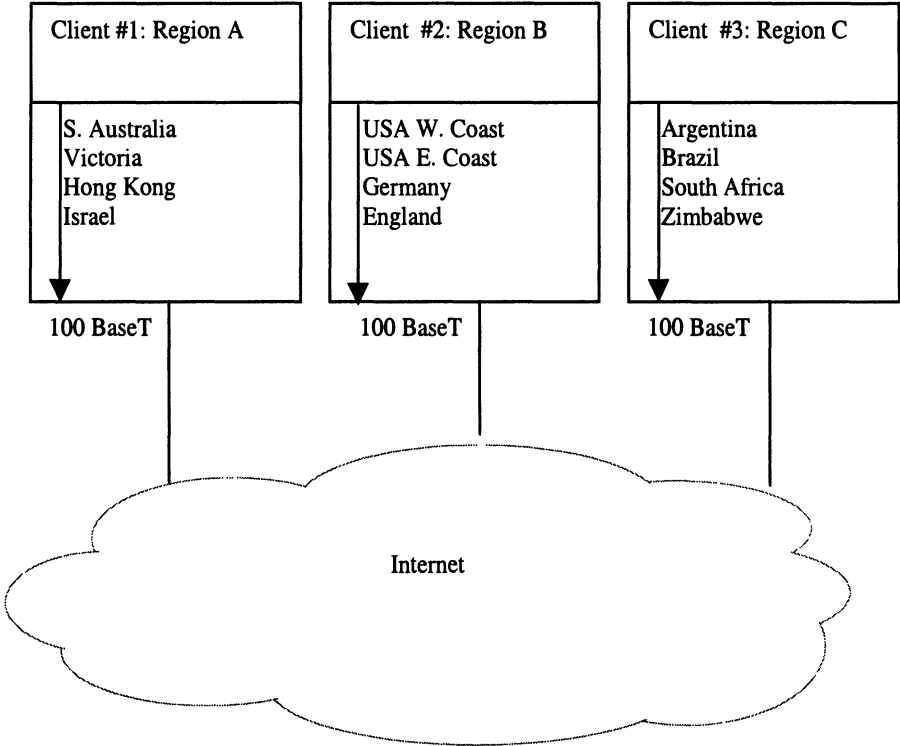 Client #1: Region A
S. Australia
Victoria
Hong Kong
Israel
100 BaseT
Client #2: Region B
USA W. Coast
USA E. Coast
Germany
England
100 BaseT
Client #3: Region C
Argentina
Brazil
South Africa
Zimbabwe
100 BaseT
Internet